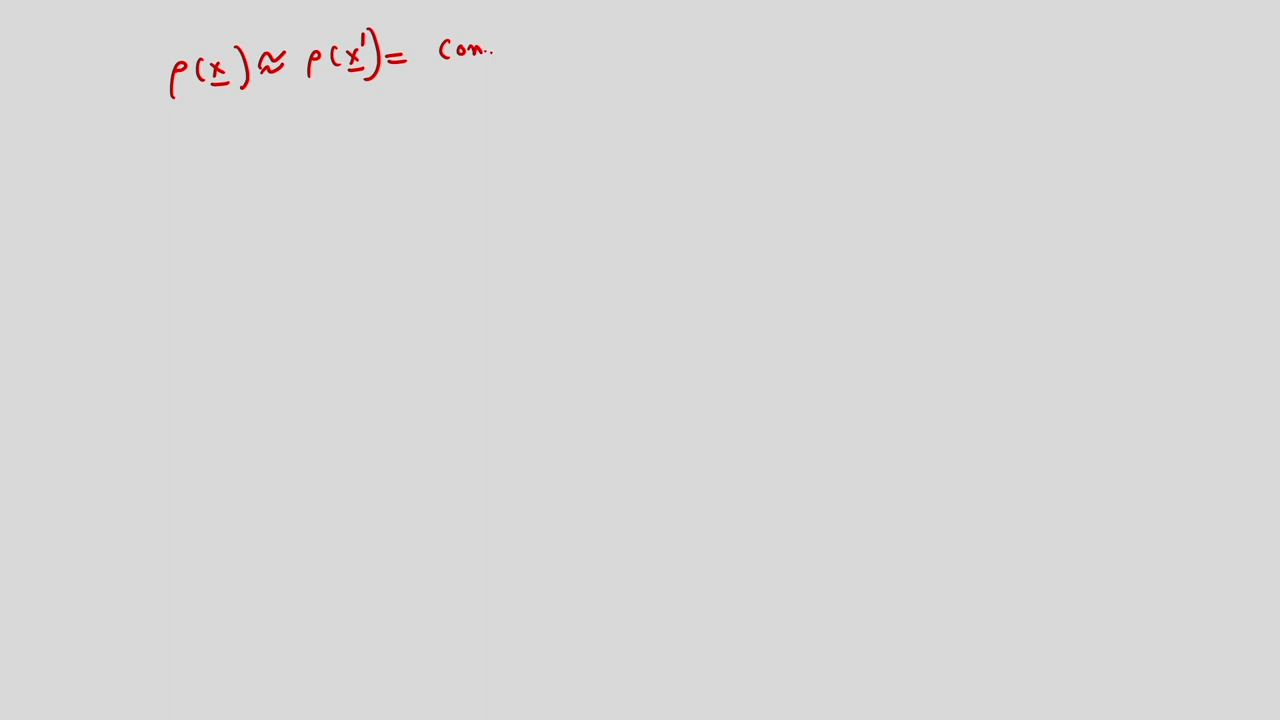 ρ(x) ≈ ρ(x') = con..